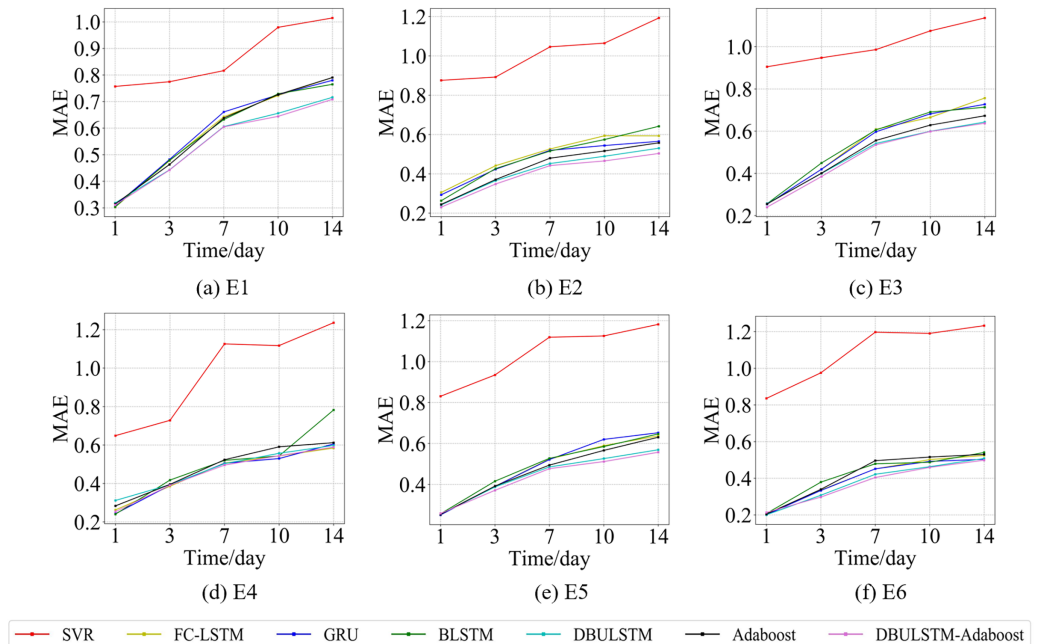 1.0
0.9
0.8
0.7
0.6
0.5
0.4
0.3
MAE
1 3 7 10 14
Time/day
(a) E1
1.2
1.0
0.8
0.6
0.4
0.2
MAE
1 3 7 10 14
Time/day
(b) E2
1.0
0.8
0.6
0.4
0.2
MAE
1 3 7 10 14
Time/day
(c) E3
1.2
1.0
0.8
0.6
0.4
0.2
MAE
1 3 7 10 14
Time/day
(d) E4
1.2
1.0
0.8
0.6
0.4
MAE
1 3 7 10 14
Time/day
(e) E5
1.2
1.0
0.8
0.6
0.4
0.2
MAE
1 3 7 10 14
Time/day
(f) E6
SVR FC-LSTM GRU BLSTM DBULSTM Adaboost DBULSTM-Adaboost